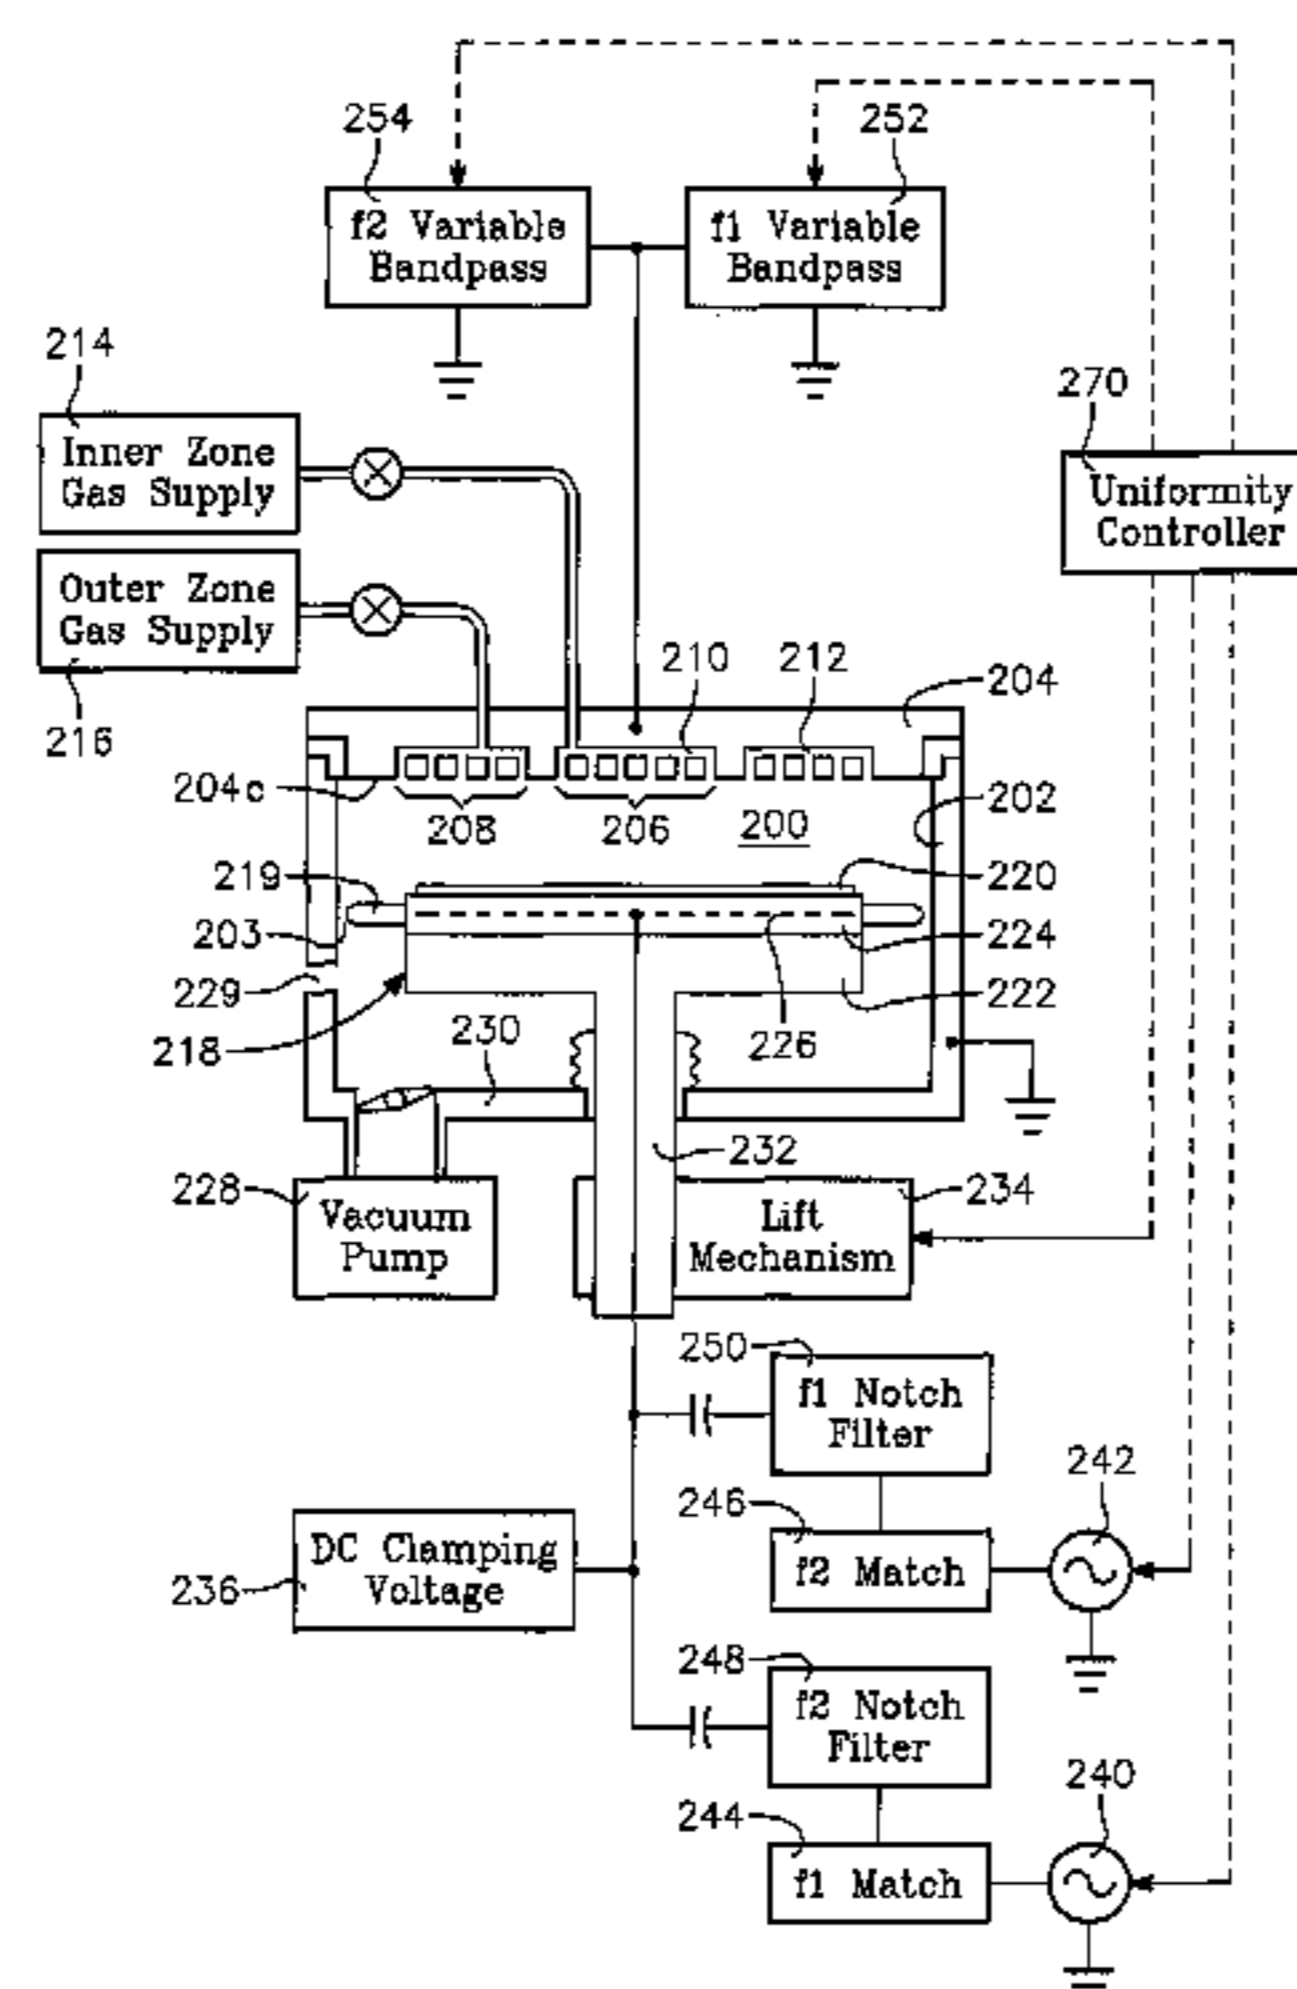 254
252
f2 Variable
Bandpass
f1 Variable
Bandpass
214
270
Inner Zone
Gas Supply
Uniformity
Controller
Outer Zone
Gas Supply
210
212
204
216
204c
208
206
200
202
219
220
203
224
229
222
218
230
226
232
228
234
Vacuum
Pump
Lift
Mechanism
250
f1 Notch
Filter
242
246
DC Clamping
Voltage
f2 Match
236
248
f2 Notch
Filter
240
244
f1 Match